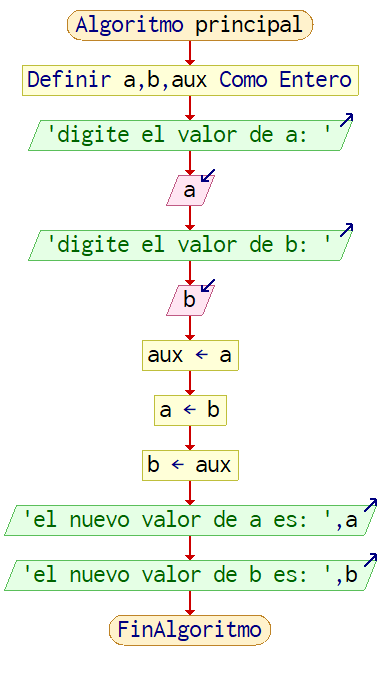 Algoritmo principal
Definir a,b,aux Como Entero
'digite el valor de a: '
a
'digite el valor de b: '
b
aux ← a
a ← b
b ← aux
'el nuevo valor de a es: ',a
'el nuevo valor de b es: ',b
FinAlgoritmo